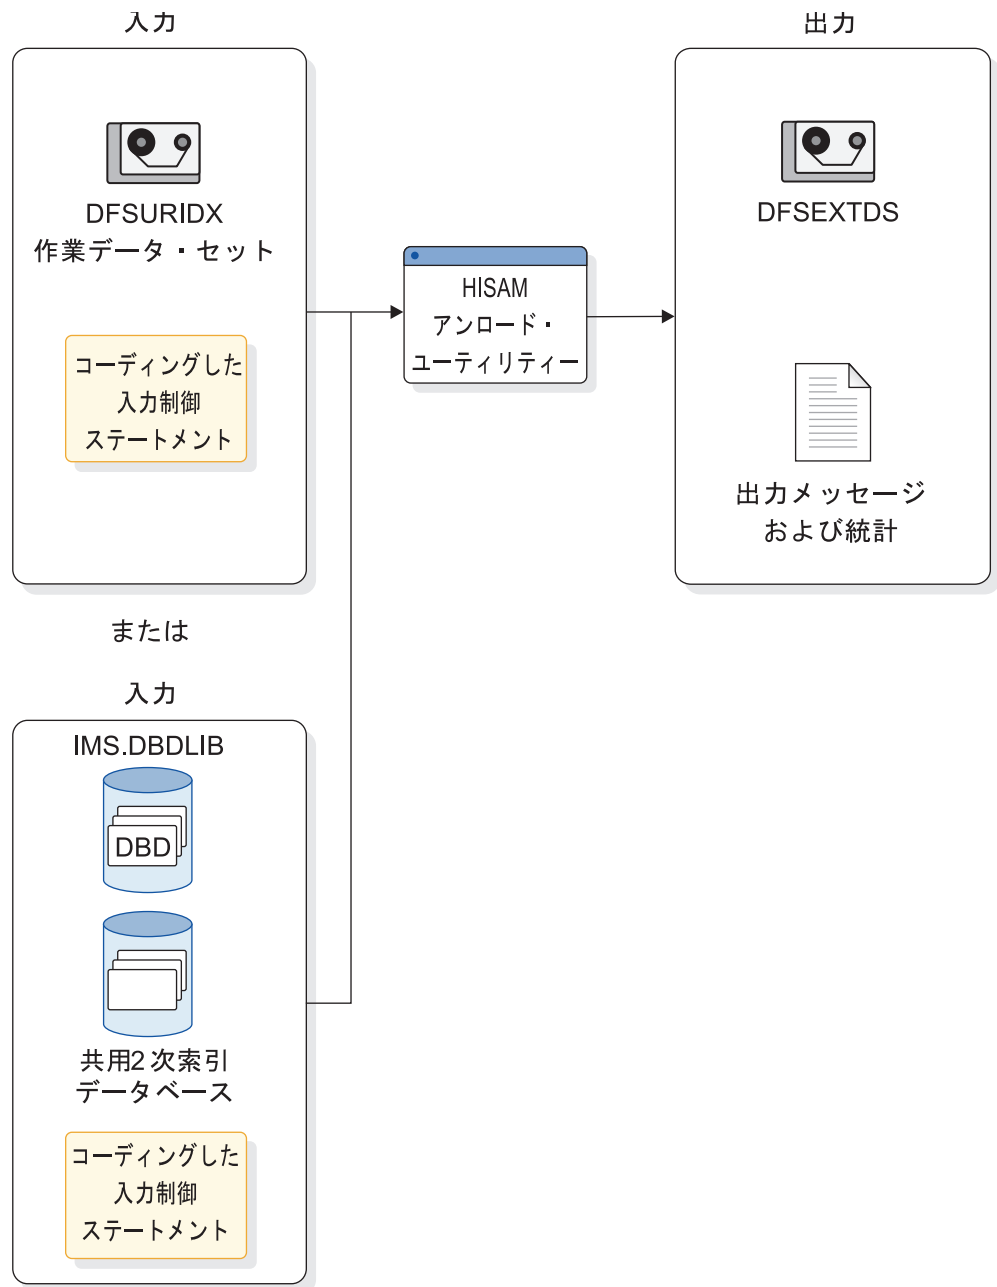 入力
DFSURIDX
作業データ・セット
コーディングした
入力制御
ステートメント
HISAM
アンロード・
ユーティリティー
出力
DFSEXTDS
出力メッセージ
および統計
または
入力
IMS.DBDLIB
DBD
共用2次索引
データベース
コーディングした
入力制御
ステートメント